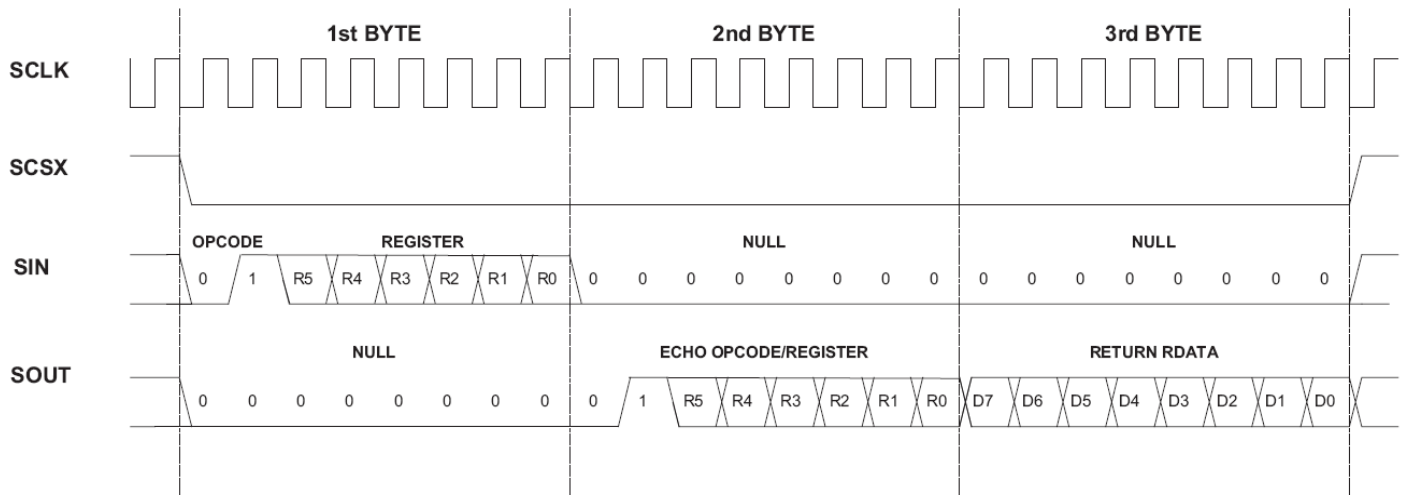 1st BYTE 2nd BYTE 3rd BYTE
SCLK
SCSX
OPCODE REGISTER NULL NULL
SIN 0 1 R5 R4 R3 R2 R1 R0 0 0 0 0 0 0 0 0 0 0 0 0 0 0 0 0
NULL ECHO OPCODE/REGISTER RETURN RDATA
SOUT 0 0 0 0 0 0 0 0 0 1 R5 R4 R3 R2 R1 R0 D7 D6 D5 D4 D3 D2 D1 D0